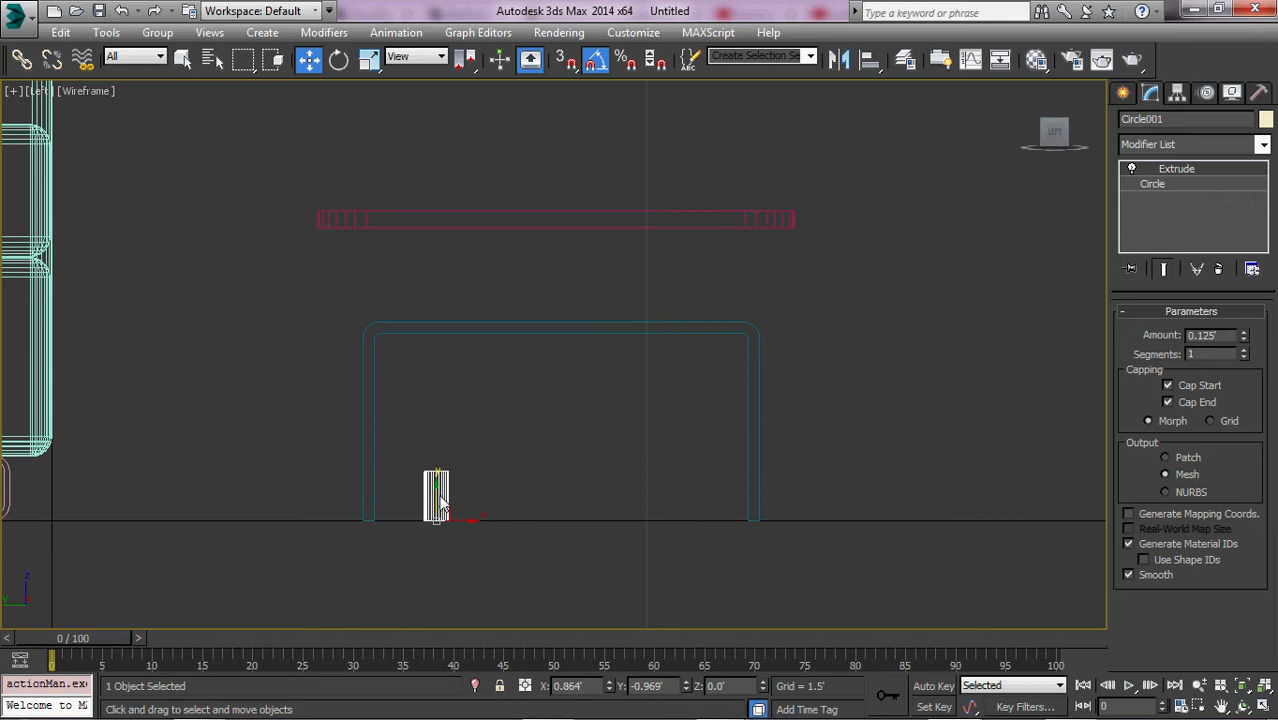 Workspace: Default
Autodesk 3ds Max 2014 x64 Untitled
Type a keyword or phrase
Edit Tools Group Views Create Modifiers Animation Graph Editors Rendering Customize MAXScript Help
All View 3 Create Selection Se
[+][Left][Wireframe]
LEFT
Circle001
Modifier List
Extrude
Circle
- Parameters
Amount: 0.125'
Segments: 1
Capping
Cap Start
Cap End
Morph Grid
Output
Patch
Mesh
NURBS
Generate Mapping Coords.
Real-World Map Size
Generate Material IDs
Use Shape IDs
Smooth
y
z
y
< 0 / 100 >
0 5 10 15 20 25 30 35 40 45 50 55 60 65 70 75 80 85 90 95 100
actionMan.exe 1 Object Selected X: 0.864' Y: -0.969' Z: 0.0' Grid = 1.5' Auto Key Selected
Welcome to M Click and drag to select and move objects Add Time Tag Set Key Key Filters... 0